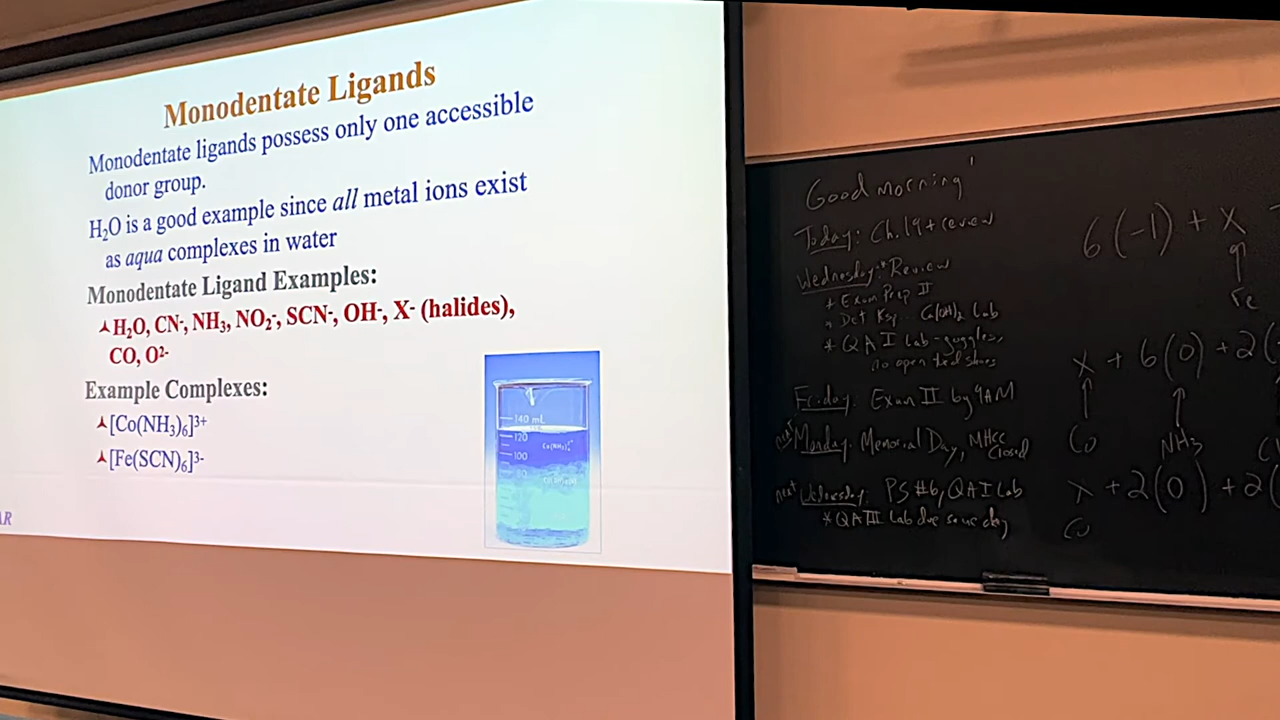 Monodentate Ligands
Monodentate ligands possess only one accessible
donor group.
H₂O is a good example since all metal ions exist
as aqua complexes in water
Monodentate Ligand Examples:
H₂O, CN⁻, NH₃, NO₂⁻, SCN⁻, OH⁻, X⁻ (halides),
CO, O²⁻
Example Complexes:
[Co(NH₃)₆]³⁺
[Fe(SCN)₆]³⁻
140 mL
120
100
80
AR
Good morning
Today: Ch. 19 + review
Wednesday: * Review
* Exam Prep II
* Det Ksp Ca(OH)₂ Lab
* QA I Lab - goggles,
no open toed shoes
Friday: Exam II by 9AM
next Monday: Memorial Day, MHCC
Closed
next Wednesday: PS #6, QA I Lab
* QA III Lab due same day
6(-1) + x
Fe
x + 6(0) + 2(
Co NH₃
x + 2(0) + 2(
Co